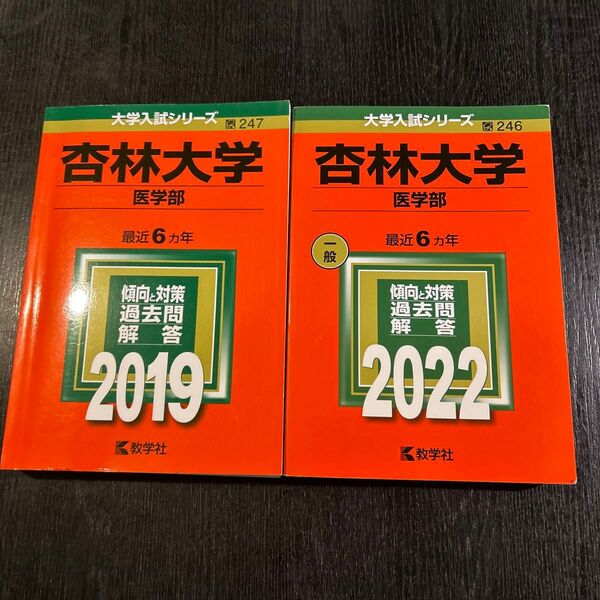 大学入試シリーズ 247
杏林大学
医学部
最近6カ年
傾向と対策
過去問
解答
2019
教学社
大学入試シリーズ 246
杏林大学
医学部
一般
最近6カ年
傾向と対策
過去問
解答
2022
教学社